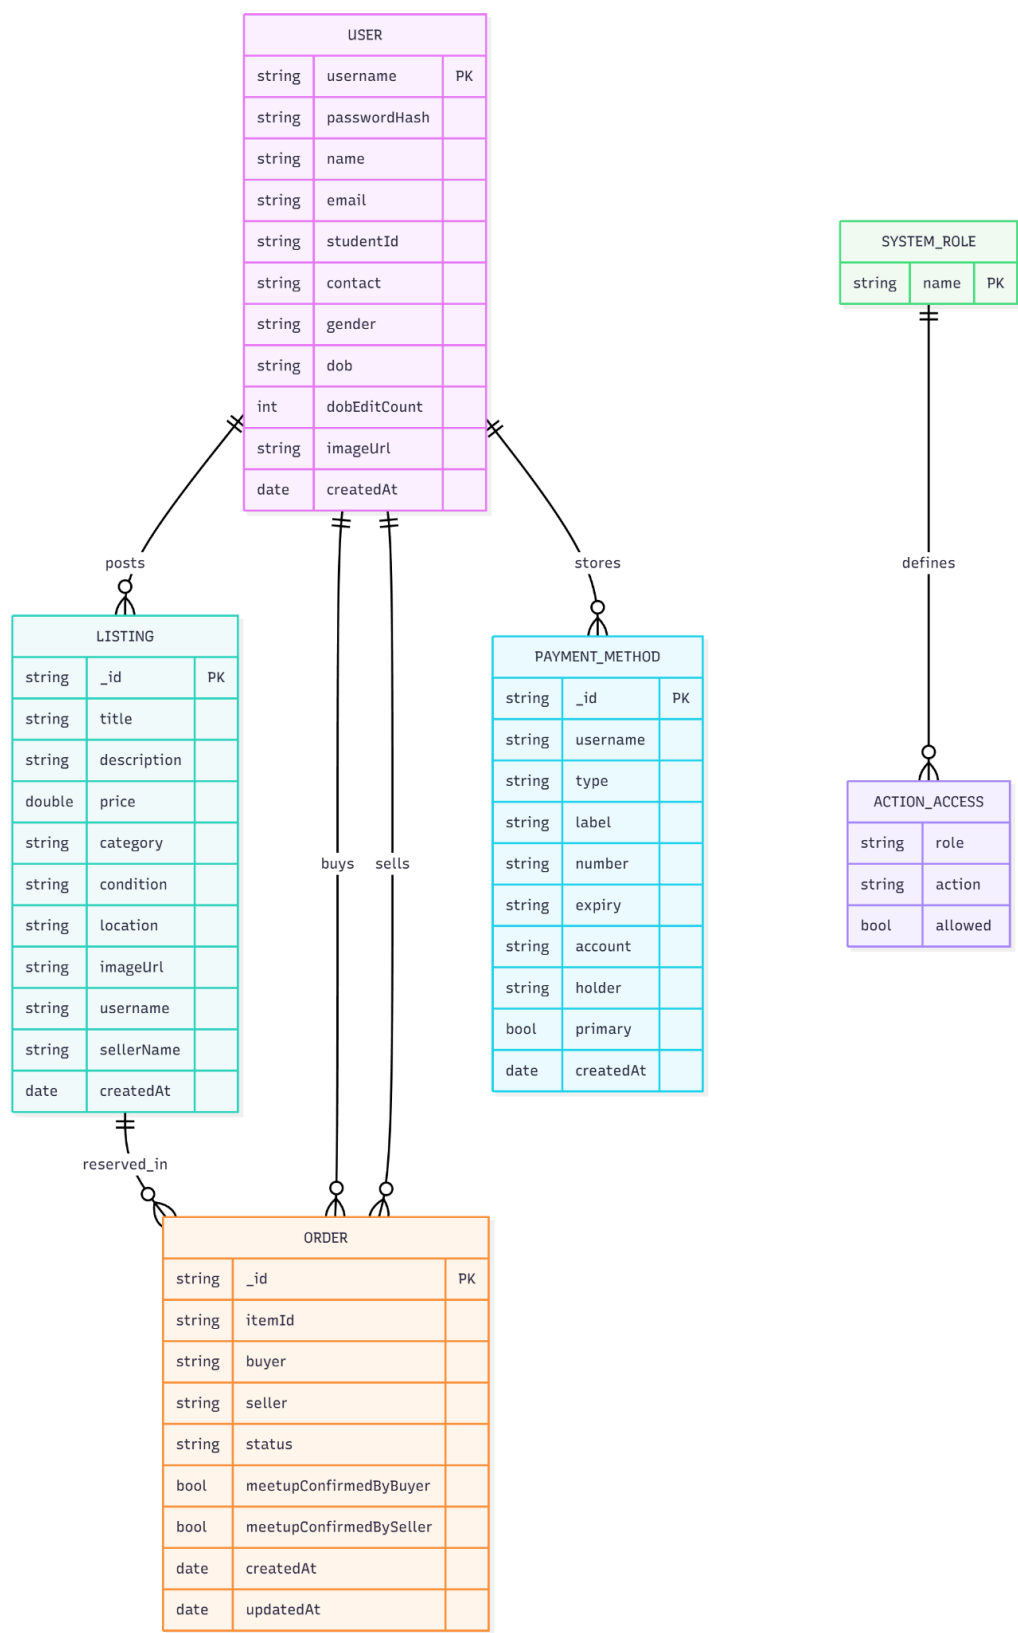 USER
string username PK
string passwordHash
string name
string email
string studentId
string contact
string gender
string dob
int dobEditCount
string imageUrl
date createdAt
SYSTEM_ROLE
string name PK
posts
stores
defines
LISTING
string _id PK
string title
string description
double price
string category
string condition
string location
string imageUrl
string username
string sellerName
date createdAt
buys
sells
PAYMENT_METHOD
string _id PK
string username
string type
string label
string number
string expiry
string account
string holder
bool primary
date createdAt
ACTION_ACCESS
string role
string action
bool allowed
reserved_in
ORDER
string _id PK
string itemId
string buyer
string seller
string status
bool meetupConfirmedByBuyer
bool meetupConfirmedBySeller
date createdAt
date updatedAt